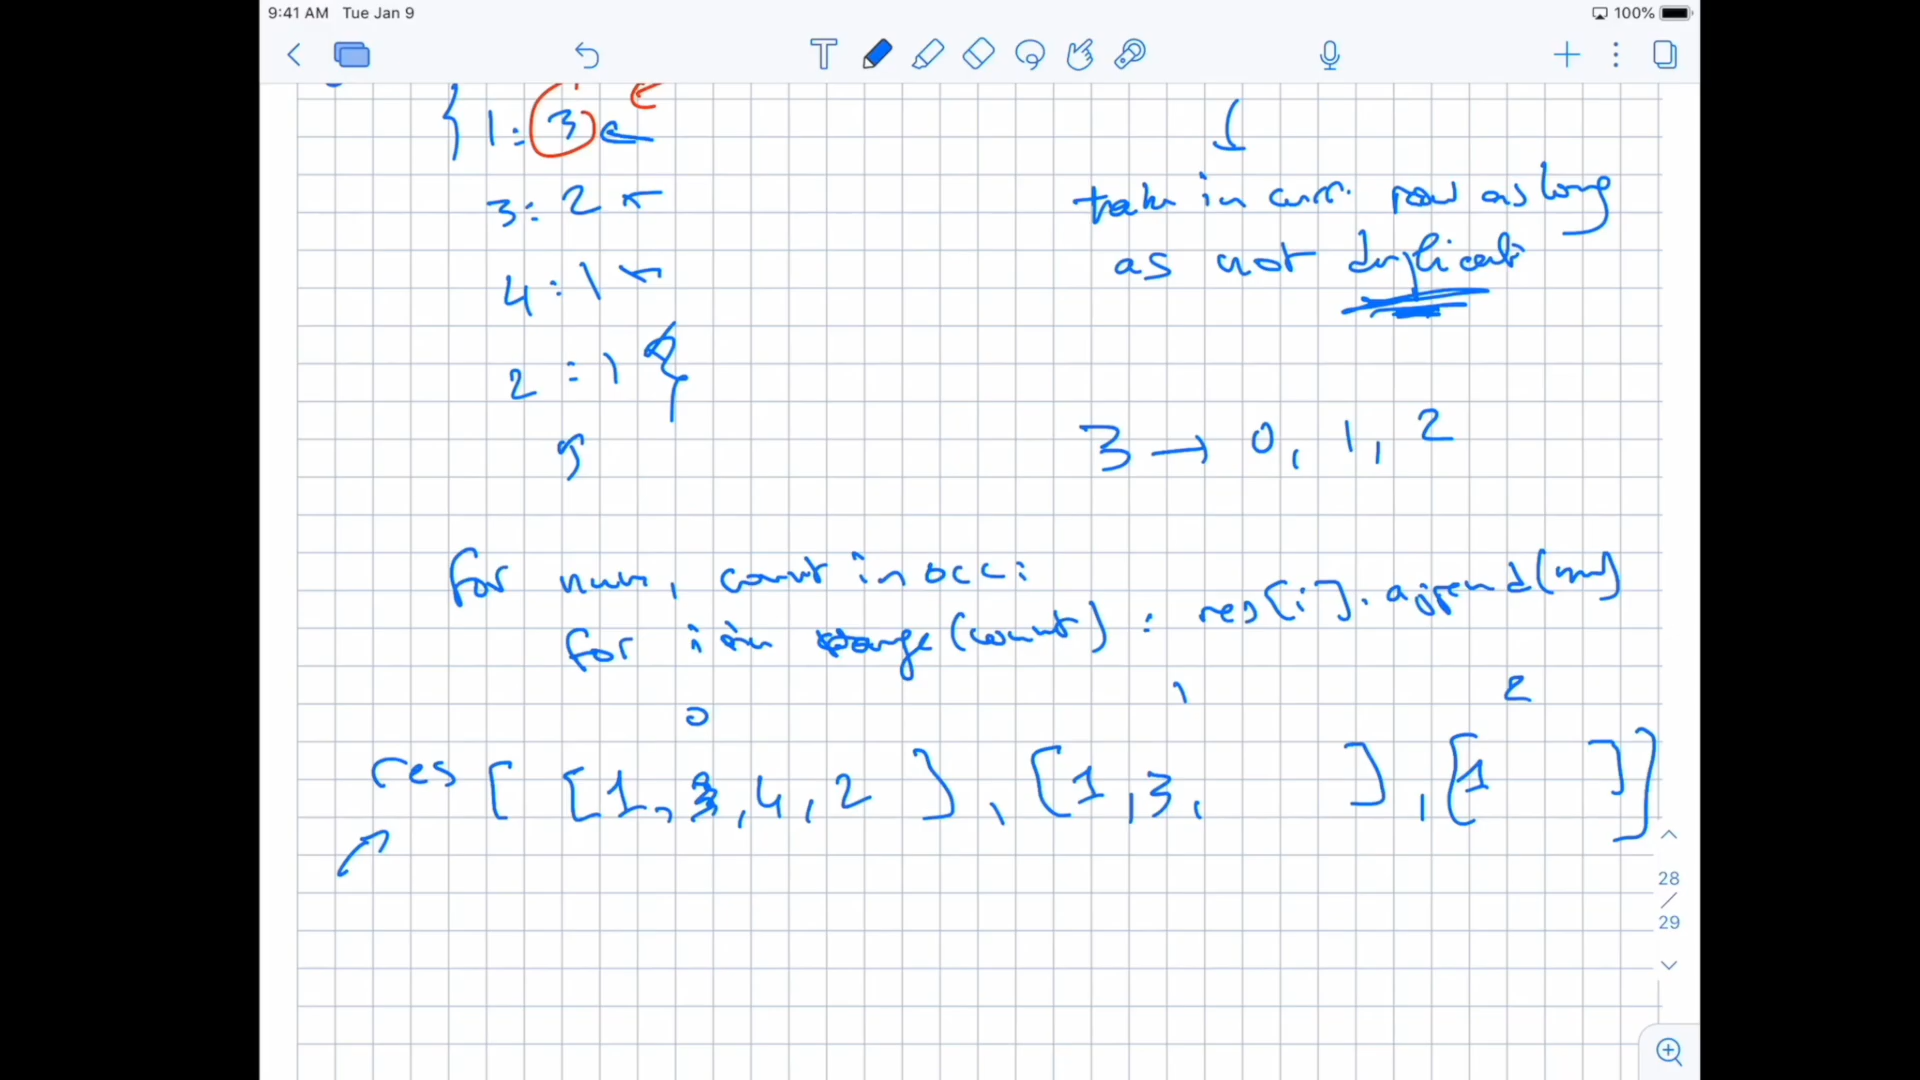 9:41 AM Tue Jan 9
100%
{ 1: 3
3: 2
4: 1
2: 1 }
take in curr. row as long
as not duplicate
3 → 0, 1, 2
for num, count in occ:
for i in range(count): res[i].append(num)
0 1 2
res [ [1, 3, 4, 2 ], [1, 3, ], [1 ]]
28
/
29